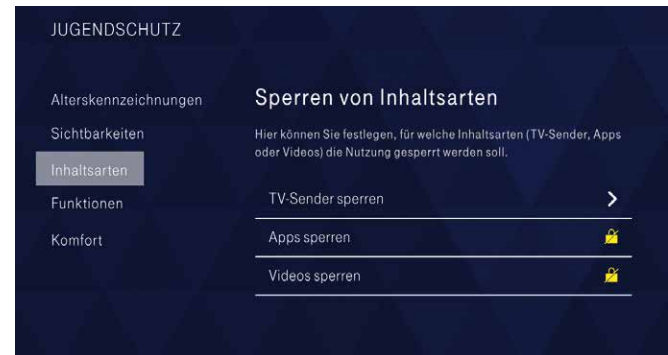 JUGENDSCHUTZ
Alterskennzeichnungen
Sichtbarkeiten
Inhaltsarten
Funktionen
Komfort
Sperren von Inhaltsarten
Hier können Sie festlegen, für welche Inhaltsarten (TV-Sender, Apps
oder Videos) die Nutzung gesperrt werden soll.
TV-Sender sperren
Apps sperren
Videos sperren